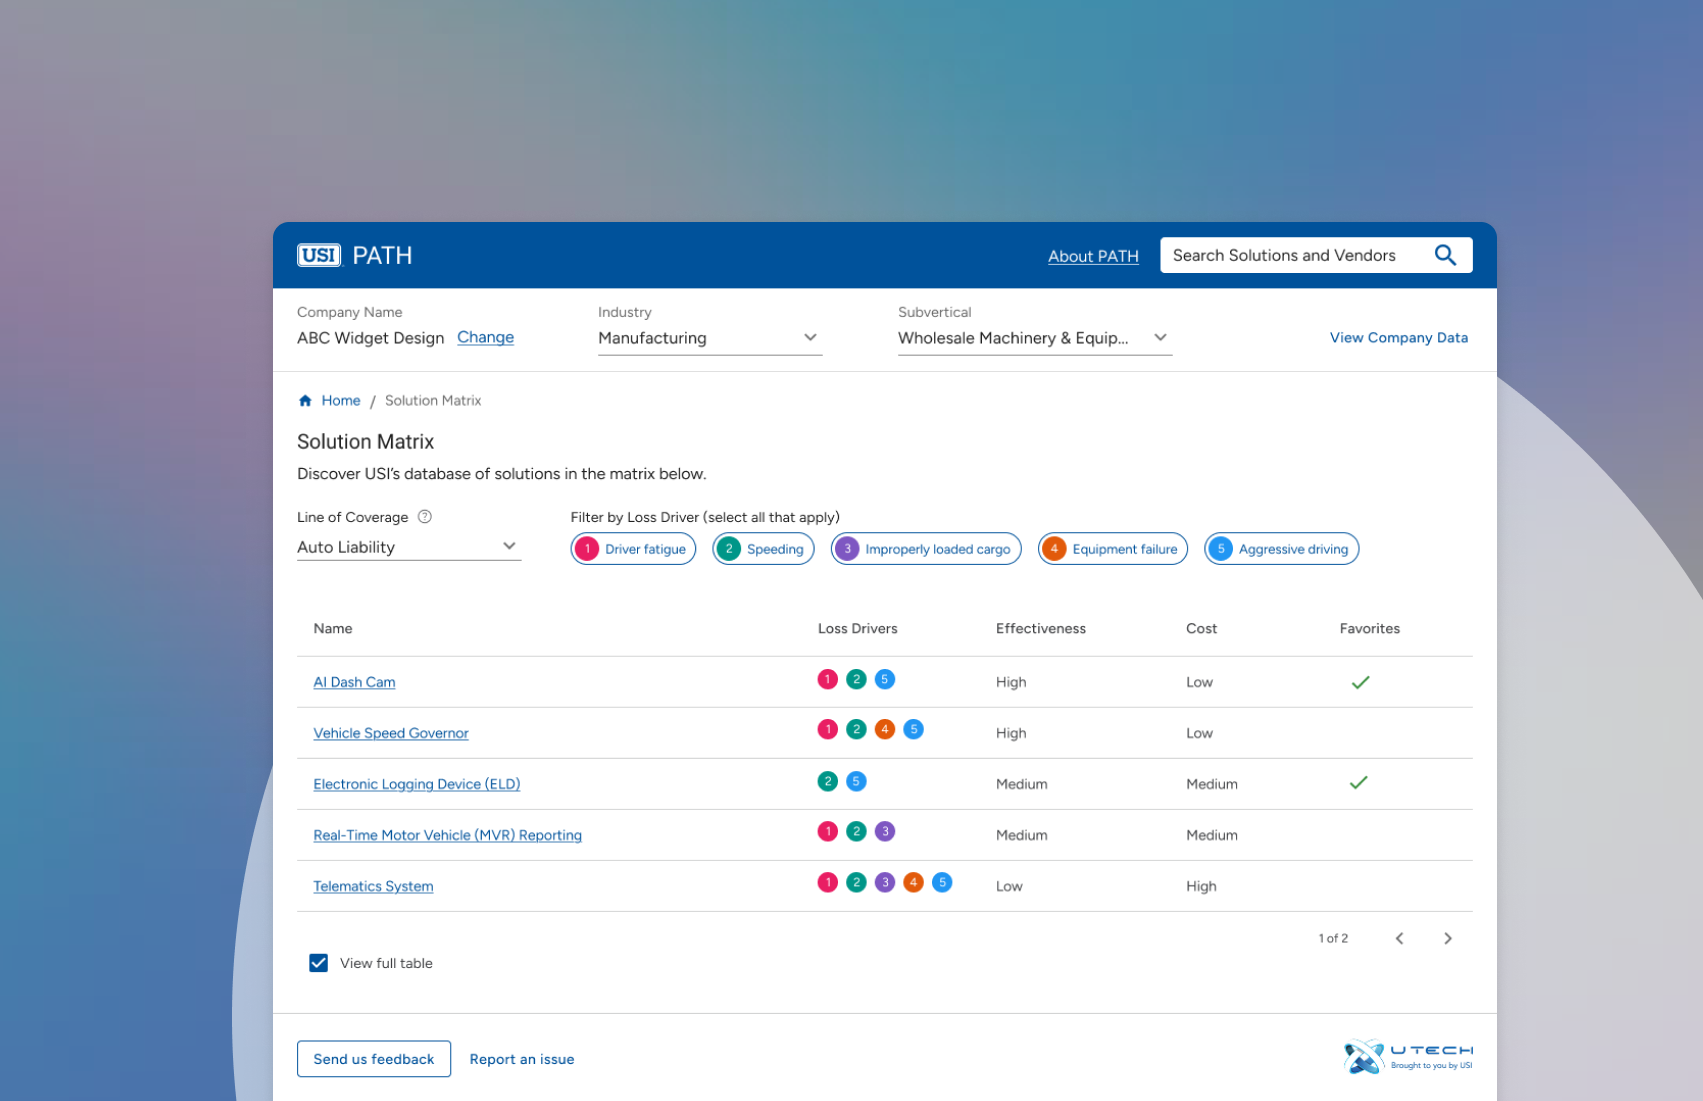 USI PATH
About PATH
Search Solutions and Vendors
Company Name
ABC Widget Design Change
Industry
Manufacturing
Subvertical
Wholesale Machinery & Equip...
View Company Data
Home / Solution Matrix
Solution Matrix
Discover USI's database of solutions in the matrix below.
Line of Coverage ?
Auto Liability
Filter by Loss Driver (select all that apply)
1 Driver fatigue 2 Speeding 3 Improperly loaded cargo 4 Equipment failure 5 Aggressive driving
Name Loss Drivers Effectiveness Cost Favorites
AI Dash Cam 1 2 5 High Low
Vehicle Speed Governor 1 2 4 5 High Low
Electronic Logging Device (ELD) 2 5 Medium Medium
Real-Time Motor Vehicle (MVR) Reporting 1 2 3 Medium Medium
Telematics System 1 2 3 4 5 Low High
1 of 2
View full table
Send us feedback Report an issue
UTECH
Brought to you by USI